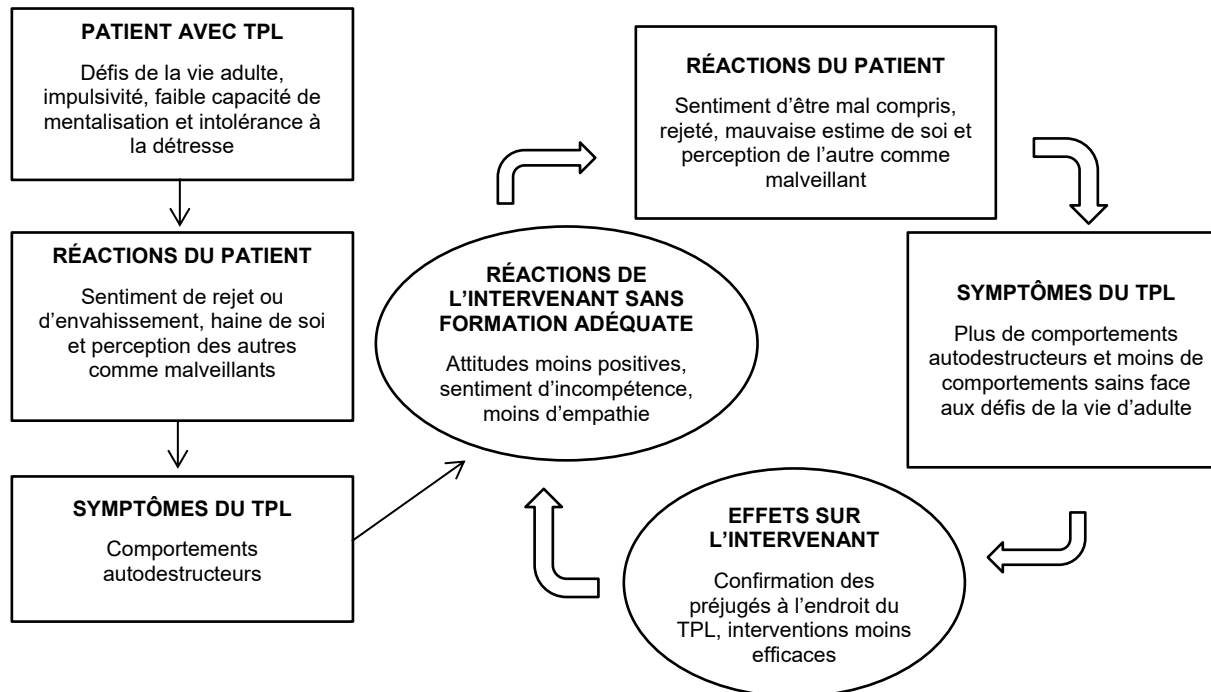 PATIENT AVEC TPL
Défis de la vie adulte,
impulsivité, faible capacité de
mentalisation et intolérance à
la détresse
RÉACTIONS DU PATIENT
Sentiment de rejet ou
d’envahissement, haine de soi
et perception des autres
comme malveillants
SYMPTÔMES DU TPL
Comportements
autodestructeurs
RÉACTIONS DE
L’INTERVENANT SANS
FORMATION ADÉQUATE
Attitudes moins positives,
sentiment d’incompétence,
moins d’empathie
RÉACTIONS DU PATIENT
Sentiment d’être mal compris,
rejeté, mauvaise estime de soi et
perception de l’autre comme
malveillant
SYMPTÔMES DU TPL
Plus de comportements
autodestructeurs et moins de
comportements sains face
aux défis de la vie d’adulte
EFFETS SUR
L’INTERVENANT
Confirmation des
préjugés à l’endroit du
TPL, interventions moins
efficaces